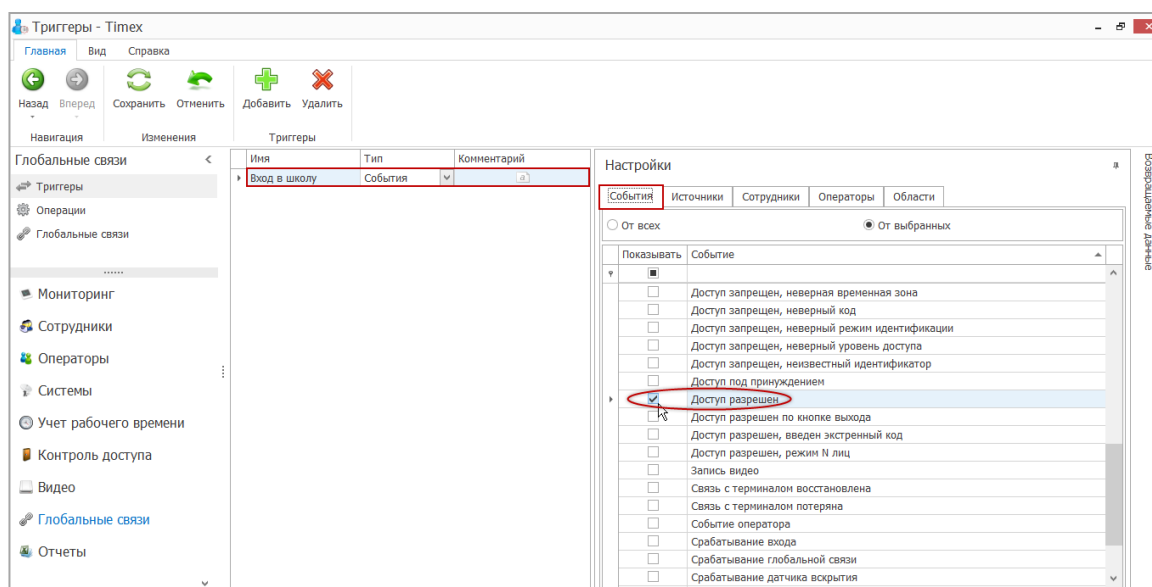 Триггеры - Timex
Главная Вид Справка
Назад Вперед Сохранить Отменить Добавить Удалить
Навигация Изменения Триггеры
Глобальные связи
Триггеры
Операции
Глобальные связи
Мониторинг
Сотрудники
Операторы
Системы
Учет рабочего времени
Контроль доступа
Видео
Глобальные связи
Отчеты
Имя Тип Комментарий
Вход в школу События
Настройки
События Источники Сотрудники Операторы Области
От всех От выбранных
Показывать Событие
Доступ запрещен, неверная временная зона
Доступ запрещен, неверный код
Доступ запрещен, неверный режим идентификации
Доступ запрещен, неверный уровень доступа
Доступ запрещен, неизвестный идентификатор
Доступ под принуждением
Доступ разрешен
Доступ разрешен по кнопке выхода
Доступ разрешен, введен экстренный код
Доступ разрешен, режим N лиц
Запись видео
Связь с терминалом восстановлена
Связь с терминалом потеряна
Событие оператора
Срабатывание входа
Срабатывание глобальной связи
Срабатывание датчика вскрытия
Возвращаемые данные